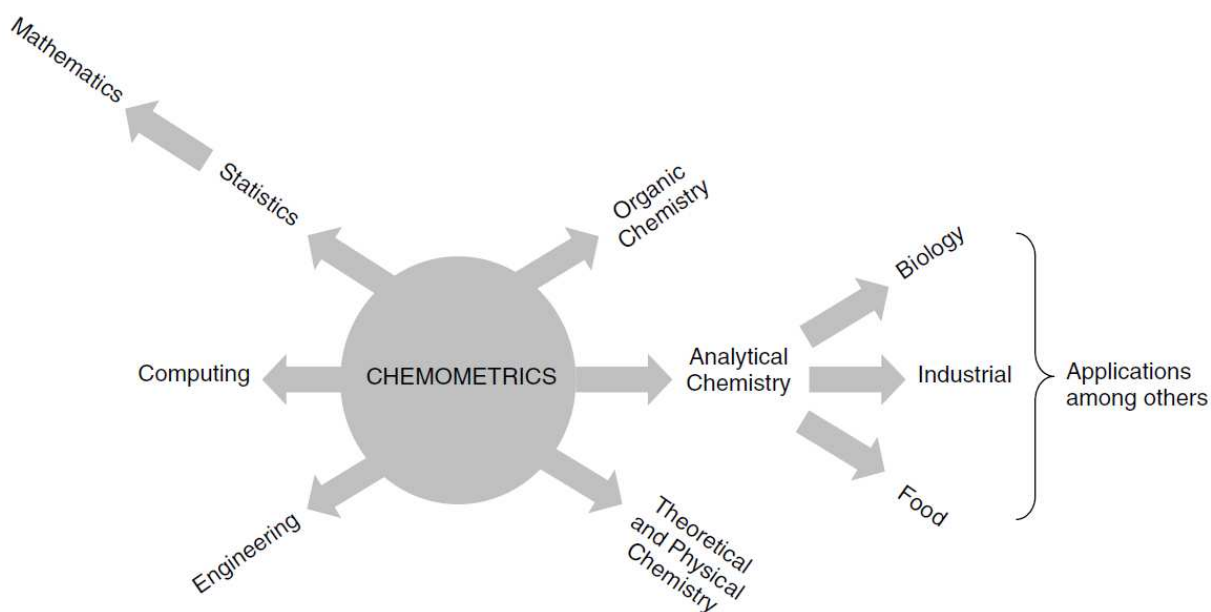 Mathematics
Statistics
Organic
Chemistry
Biology
Computing
CHEMOMETRICS
Analytical
Chemistry
Industrial
Applications
among others
Engineering
Theoretical
and Physical
Chemistry
Food